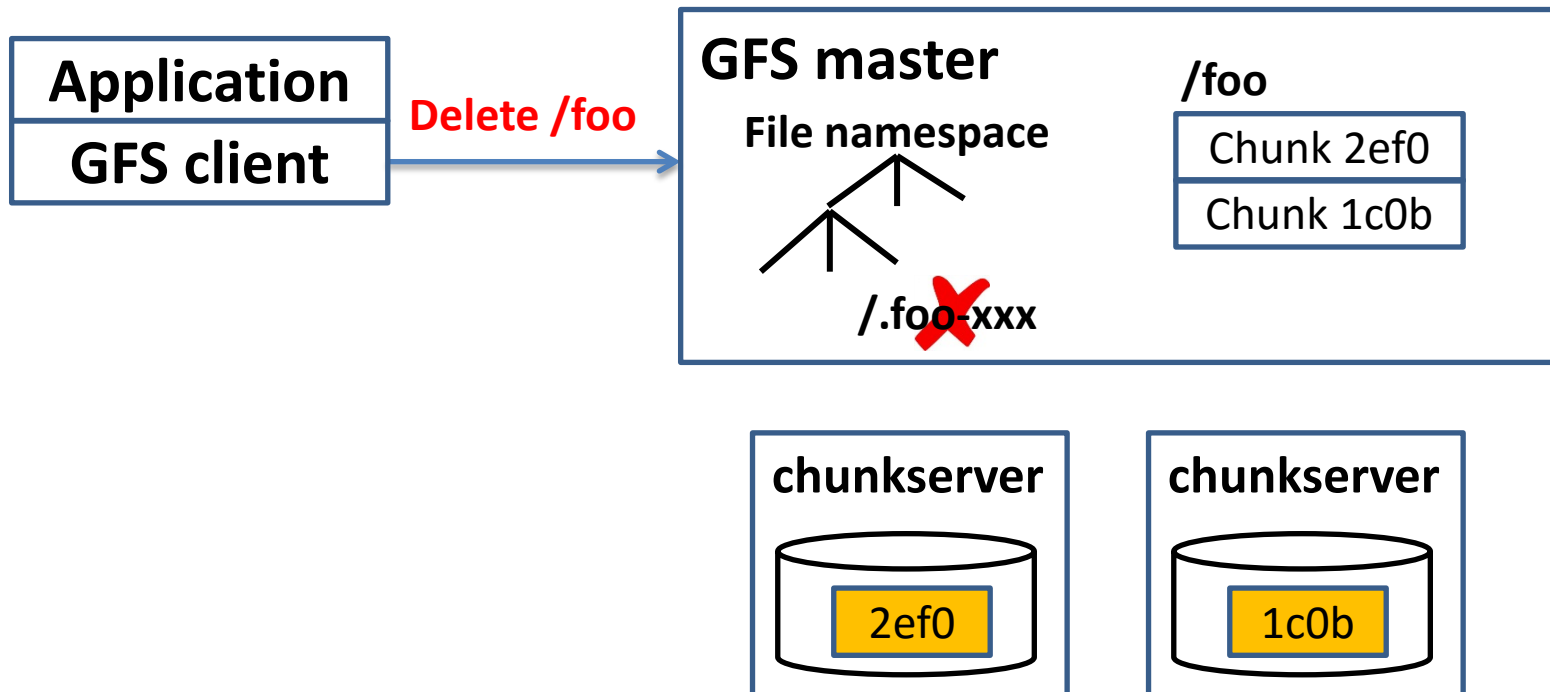 Application
GFS client
Delete /foo
GFS master
File namespace
/.foo-xxx
/foo
Chunk 2ef0
Chunk 1c0b
chunkserver
2ef0
chunkserver
1c0b